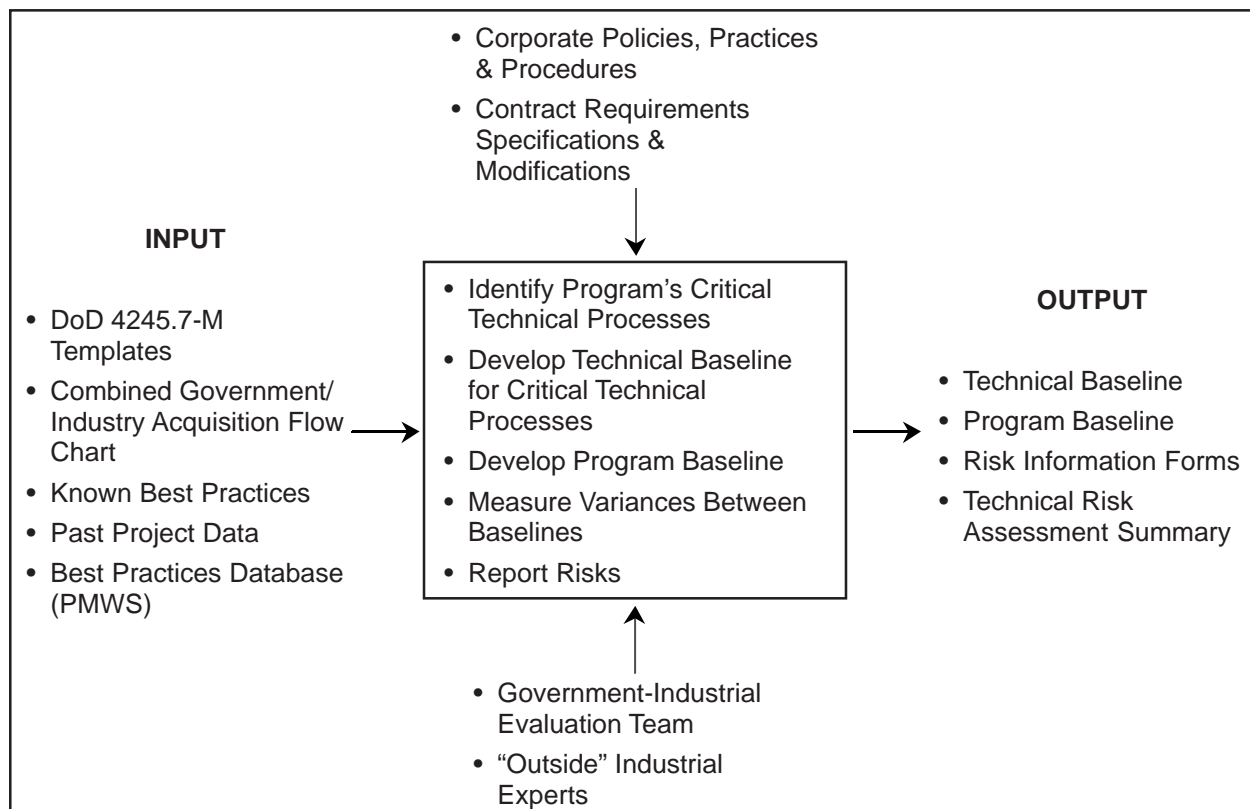 • Corporate Policies, Practices
& Procedures
• Contract Requirements
Specifications &
Modifications
INPUT
• DoD 4245.7-M
Templates
• Combined Government/
Industry Acquisition Flow
Chart
• Known Best Practices
• Past Project Data
• Best Practices Database
(PMWS)
• Identify Program’s Critical
Technical Processes
• Develop Technical Baseline
for Critical Technical
Processes
• Develop Program Baseline
• Measure Variances Between
Baselines
• Report Risks
OUTPUT
• Technical Baseline
• Program Baseline
• Risk Information Forms
• Technical Risk
Assessment Summary
• Government-Industrial
Evaluation Team
• “Outside” Industrial
Experts